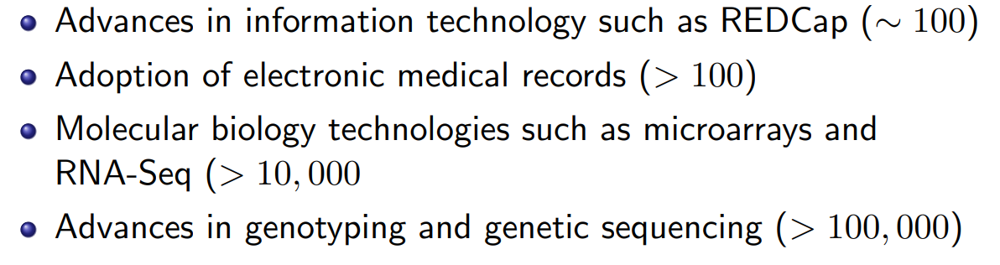 Advances in information technology such as REDCap (∼ 100)
Adoption of electronic medical records (> 100)
Molecular biology technologies such as microarrays and
RNA-Seq (> 10, 000
Advances in genotyping and genetic sequencing (> 100, 000)